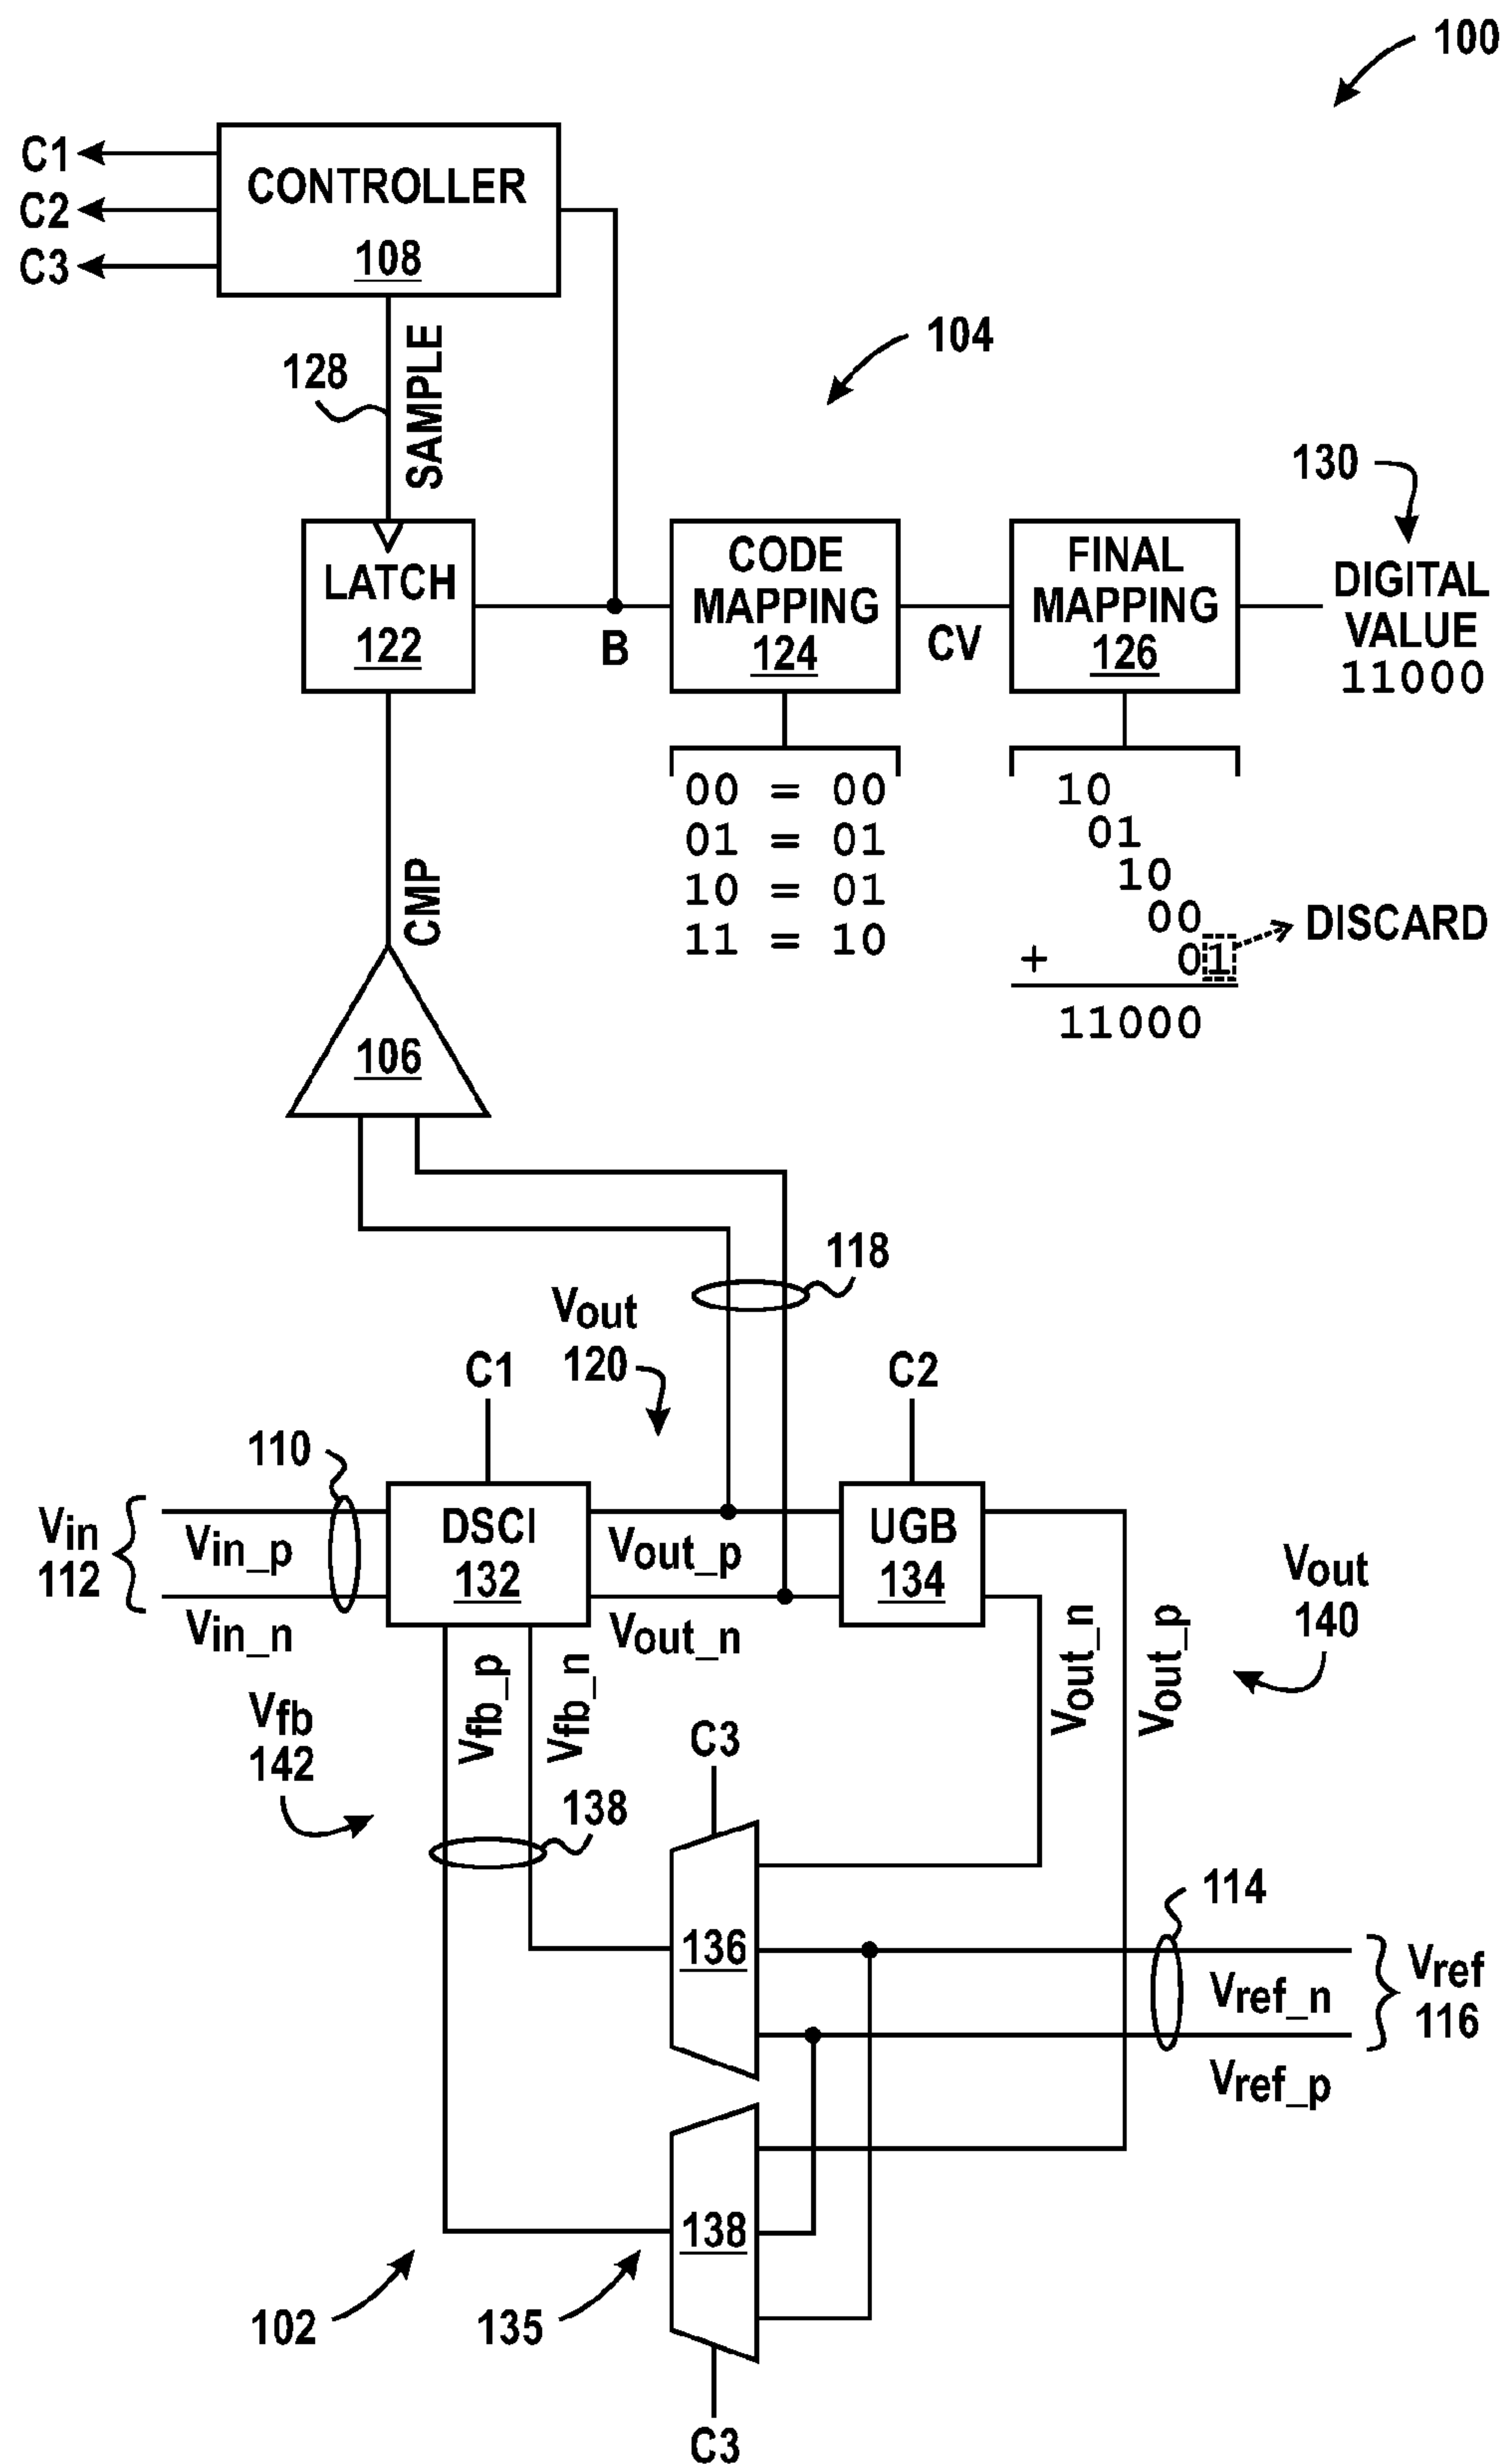 100
C1
C2
C3
CONTROLLER
108
128
SAMPLE
104
130
LATCH
122
B
CODE
MAPPING
124
CV
FINAL
MAPPING
126
DIGITAL
VALUE
11000
00 = 00
01 = 01
10 = 01
11 = 10
10
01
10
00
+ 01
DISCARD
11000
CMP
106
118
Vout
120
C1
C2
110
Vin
112
Vin_p
Vin_n
DSCI
132
Vout_p
Vout_n
UGB
134
Vout
140
Vout_n
Vout_p
Vfb_p
Vfb_n
Vfb
142
C3
138
136
114
Vref_n
Vref
116
Vref_p
138
102
135
C3